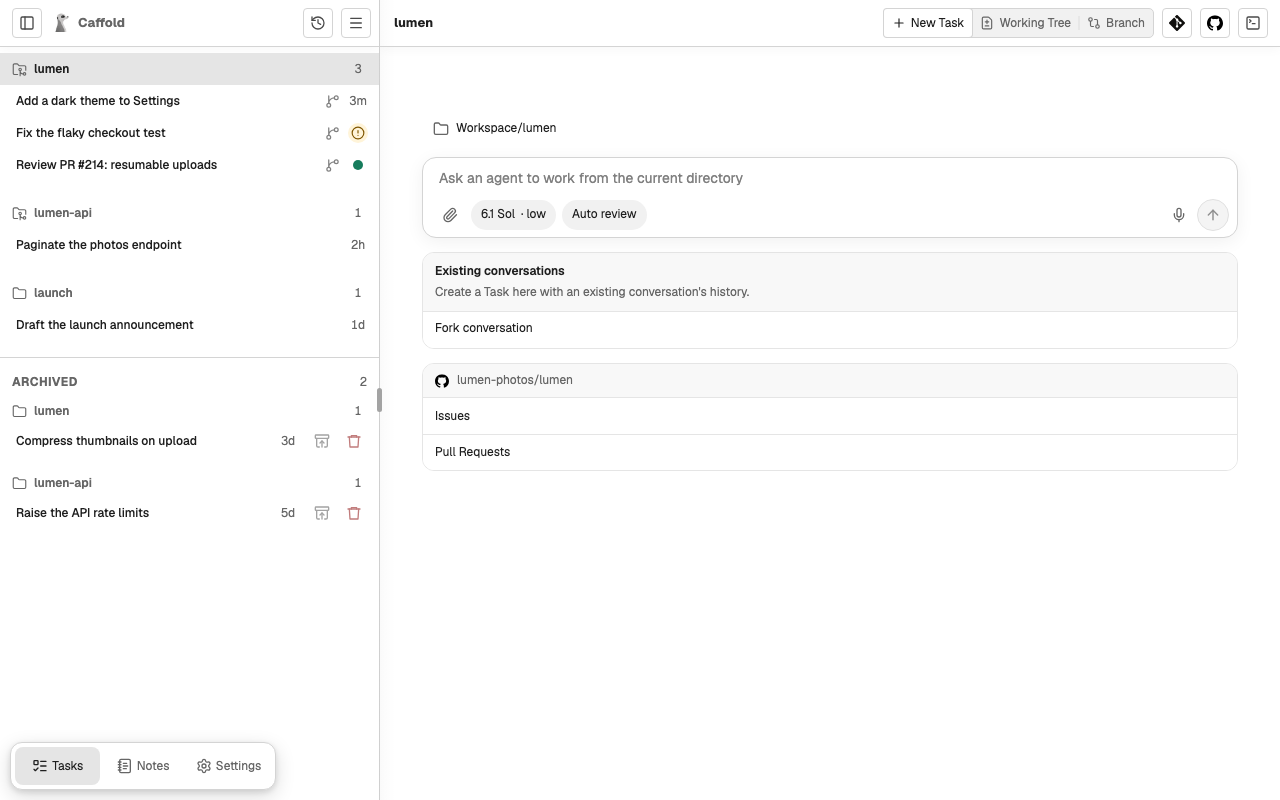 Caffold
lumen 3
Add a dark theme to Settings 3m
Fix the flaky checkout test
Review PR #214: resumable uploads
lumen-api 1
Paginate the photos endpoint 2h
launch 1
Draft the launch announcement 1d
ARCHIVED 2
lumen 1
Compress thumbnails on upload 3d
lumen-api 1
Raise the API rate limits 5d
Tasks Notes Settings
lumen New Task Working Tree Branch
Workspace/lumen
Ask an agent to work from the current directory
6.1 Sol · low Auto review
Existing conversations
Create a Task here with an existing conversation's history.
Fork conversation
lumen-photos/lumen
Issues
Pull Requests